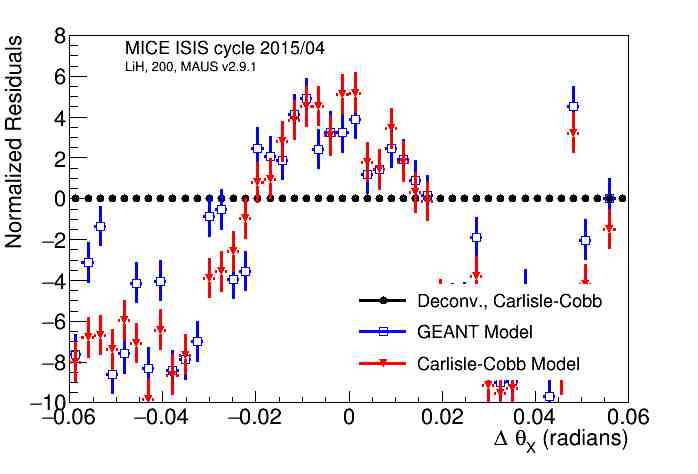 MICE ISIS cycle 2015/04
LiH, 200, MAUS v2.9.1
Normalized Residuals
8
6
4
2
0
−2
−4
−6
−8
−10
Deconv., Carlisle-Cobb
GEANT Model
Carlisle-Cobb Model
−0.06 −0.04 −0.02 0 0.02 0.04 0.06
Δ θX (radians)